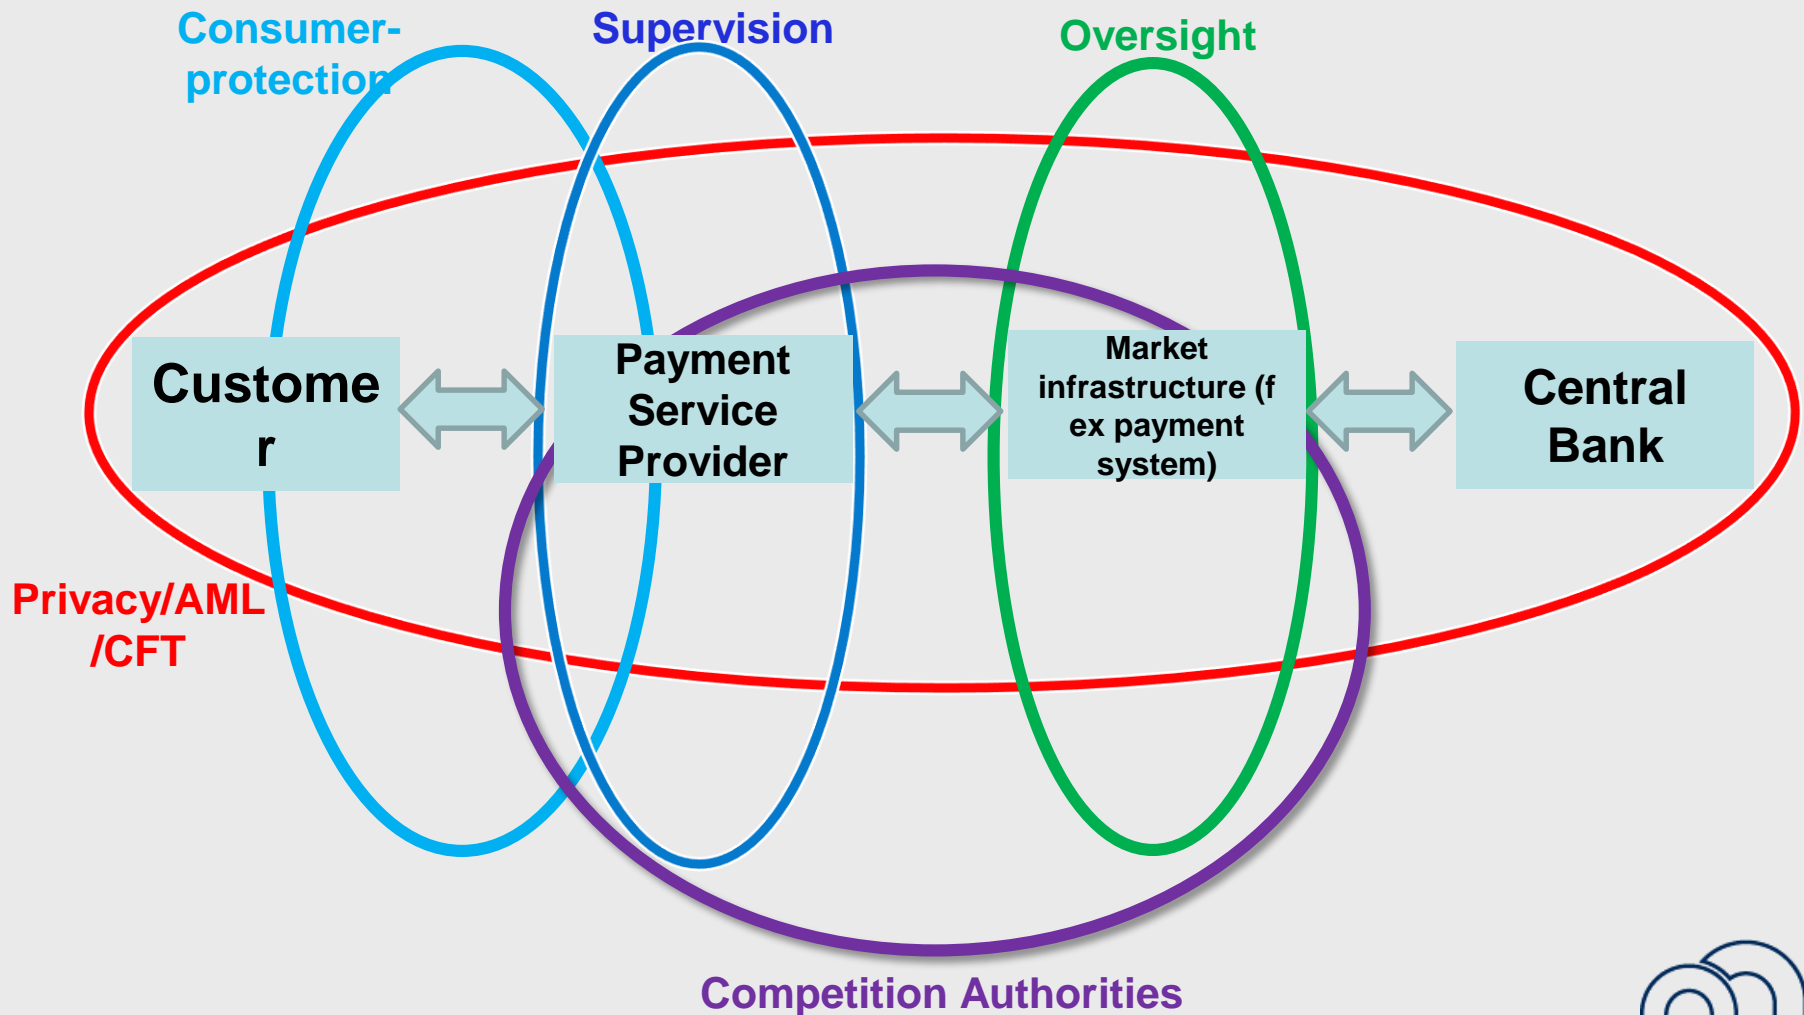 Consumer-
protection
Supervision
Oversight
Custome
r
Payment
Service
Provider
Market
infrastructure (f
ex payment
system)
Central
Bank
Privacy/AML
/CFT
Competition Authorities